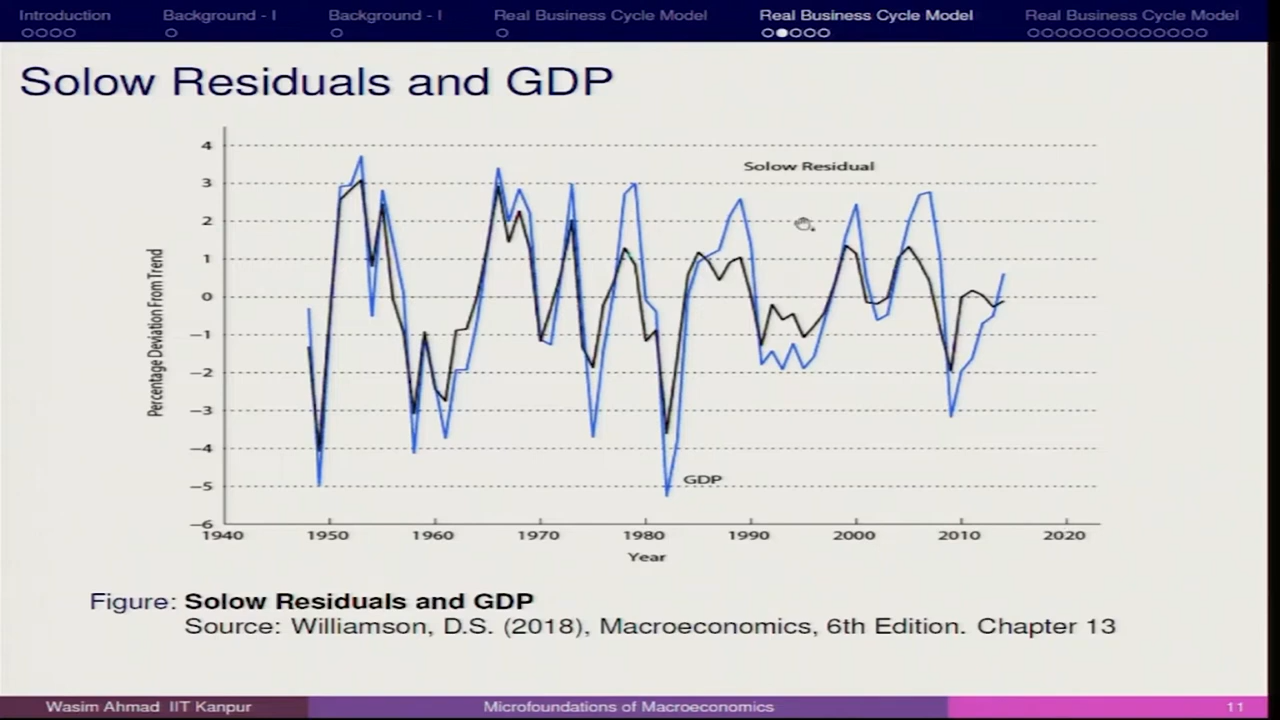 Introduction
Background - I
Background - I
Real Business Cycle Model
Real Business Cycle Model
Real Business Cycle Model
Solow Residuals and GDP
4
3
2
1
0
−1
−2
−3
−4
−5
−6
Percentage Deviation From Trend
Solow Residual
GDP
1940 1950 1960 1970 1980 1990 2000 2010 2020
Year
Figure: Solow Residuals and GDP
Source: Williamson, D.S. (2018), Macroeconomics, 6th Edition. Chapter 13
Wasim Ahmad IIT Kanpur
Microfoundations of Macroeconomics
11